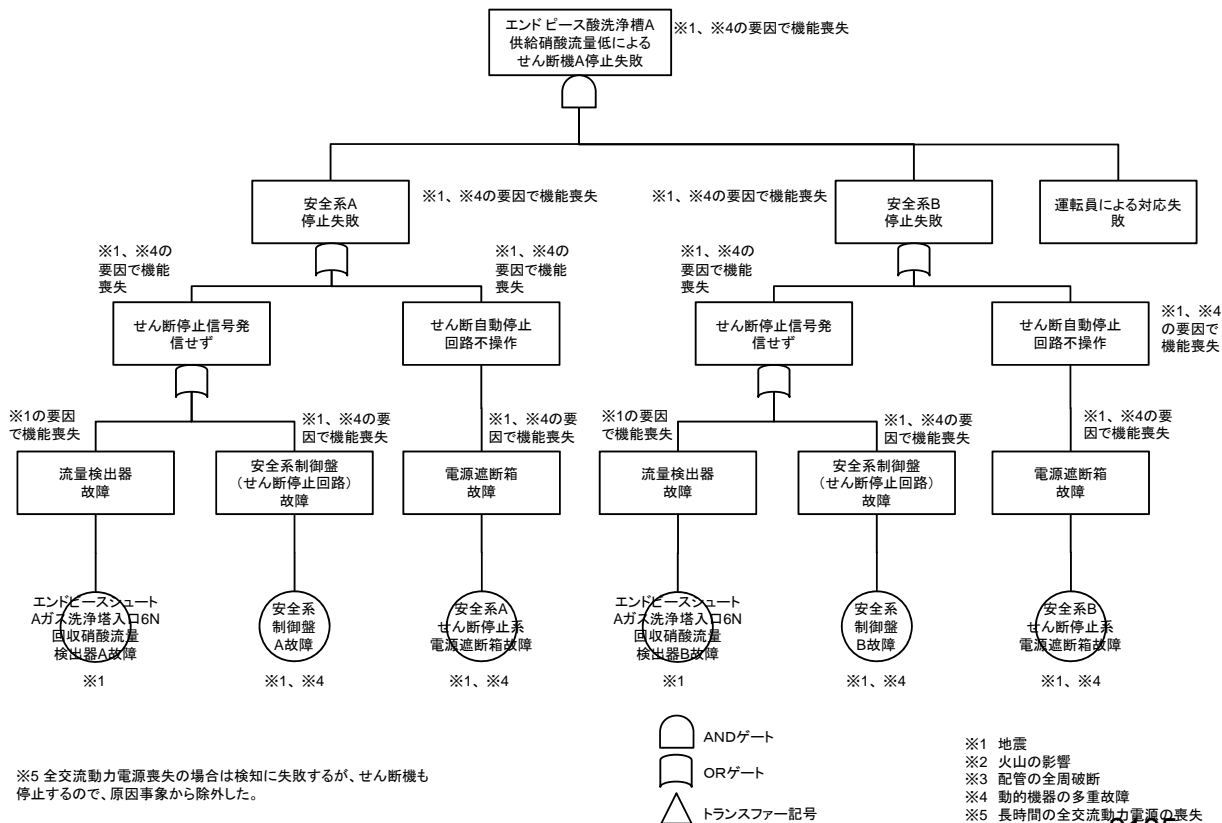 エンドピース酸洗浄槽A
供給硝酸流量低による
せん断機A停止失敗
※1、※4の要因で機能喪失
安全系A
停止失敗
※1、※4の要因で機能喪失
※1、※4の要因で機能喪失
安全系B
停止失敗
運転員による対応失
敗
※1、※4の
要因で機能
喪失
※1、※4の
要因で機能
喪失
※1、※4の
要因で機能
喪失
せん断停止信号発
信せず
せん断自動停止
回路不操作
せん断停止信号発
信せず
せん断自動停止
回路不操作
※1、※4
の要因で
機能喪失
※1の要因
で機能喪失
※1、※4の要
因で機能喪失
※1、※4の要
因で機能喪失
※1の要因
で機能喪失
※1、※4の要
因で機能喪失
※1、※4の要
因で機能喪失
流量検出器
故障
安全系制御盤
（せん断停止回路）
故障
電源遮断箱
故障
流量検出器
故障
安全系制御盤
（せん断停止回路）
故障
電源遮断箱
故障
エンドピースシュート
Aガス洗浄塔入口6N
回収硝酸流量
検出器A故障
安全系
制御盤
A故障
安全系A
せん断停止系
電源遮断箱故障
エンドピースシュート
Aガス洗浄塔入口6N
回収硝酸流量
検出器B故障
安全系
制御盤
B故障
安全系B
せん断停止系
電源遮断箱故障
※1
※1、※4
※1、※4
※1
※1、※4
※1、※4
※5 全交流動力電源喪失の場合は検知に失敗するが、せん断機も
停止するので、原因事象から除外した。
ANDゲート
ORゲート
トランスファー記号
※1 地震
※2 火山の影響
※3 配管の全周破断
※4 動的機器の多重故障
※5 長時間の全交流動力電源の喪失